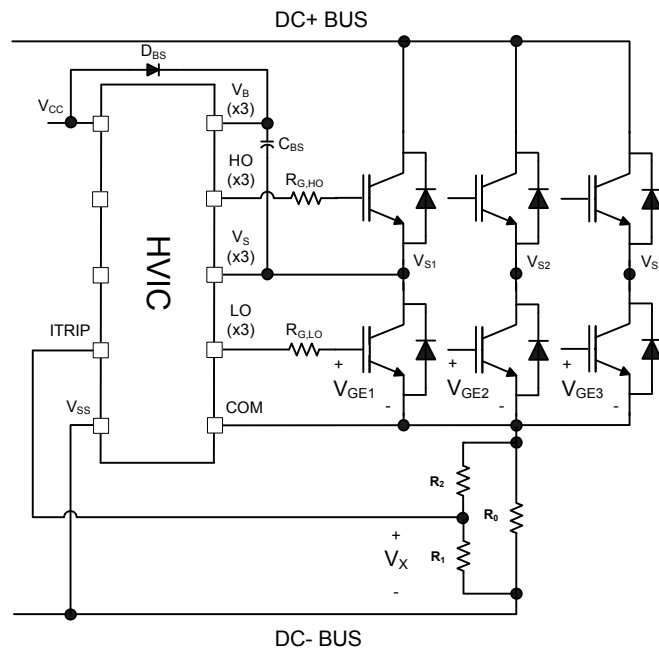 DC+ BUS
DBS
VCC
VB
(x3)
CBS
HO
(x3)
RG,HO
VS
(x3)
VS1
VS2
VS
HVIC
LO
(x3)
ITRIP
RG,LO
+
VGE1
-
+
VGE2
-
+
VGE3
-
VSS
COM
R2
R0
+
VX
-
R1
DC- BUS